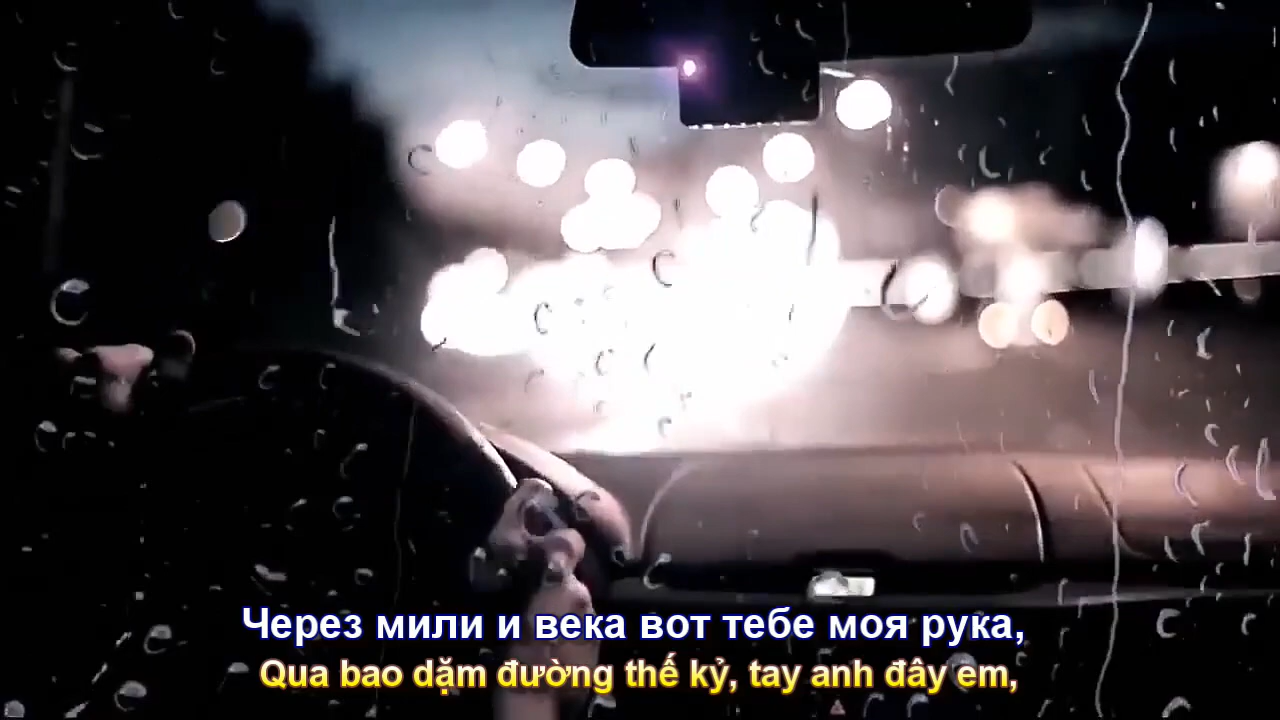 Через мили и века вот тебе моя рука,
Qua bao dặm đường thế kỷ, tay anh đây em,